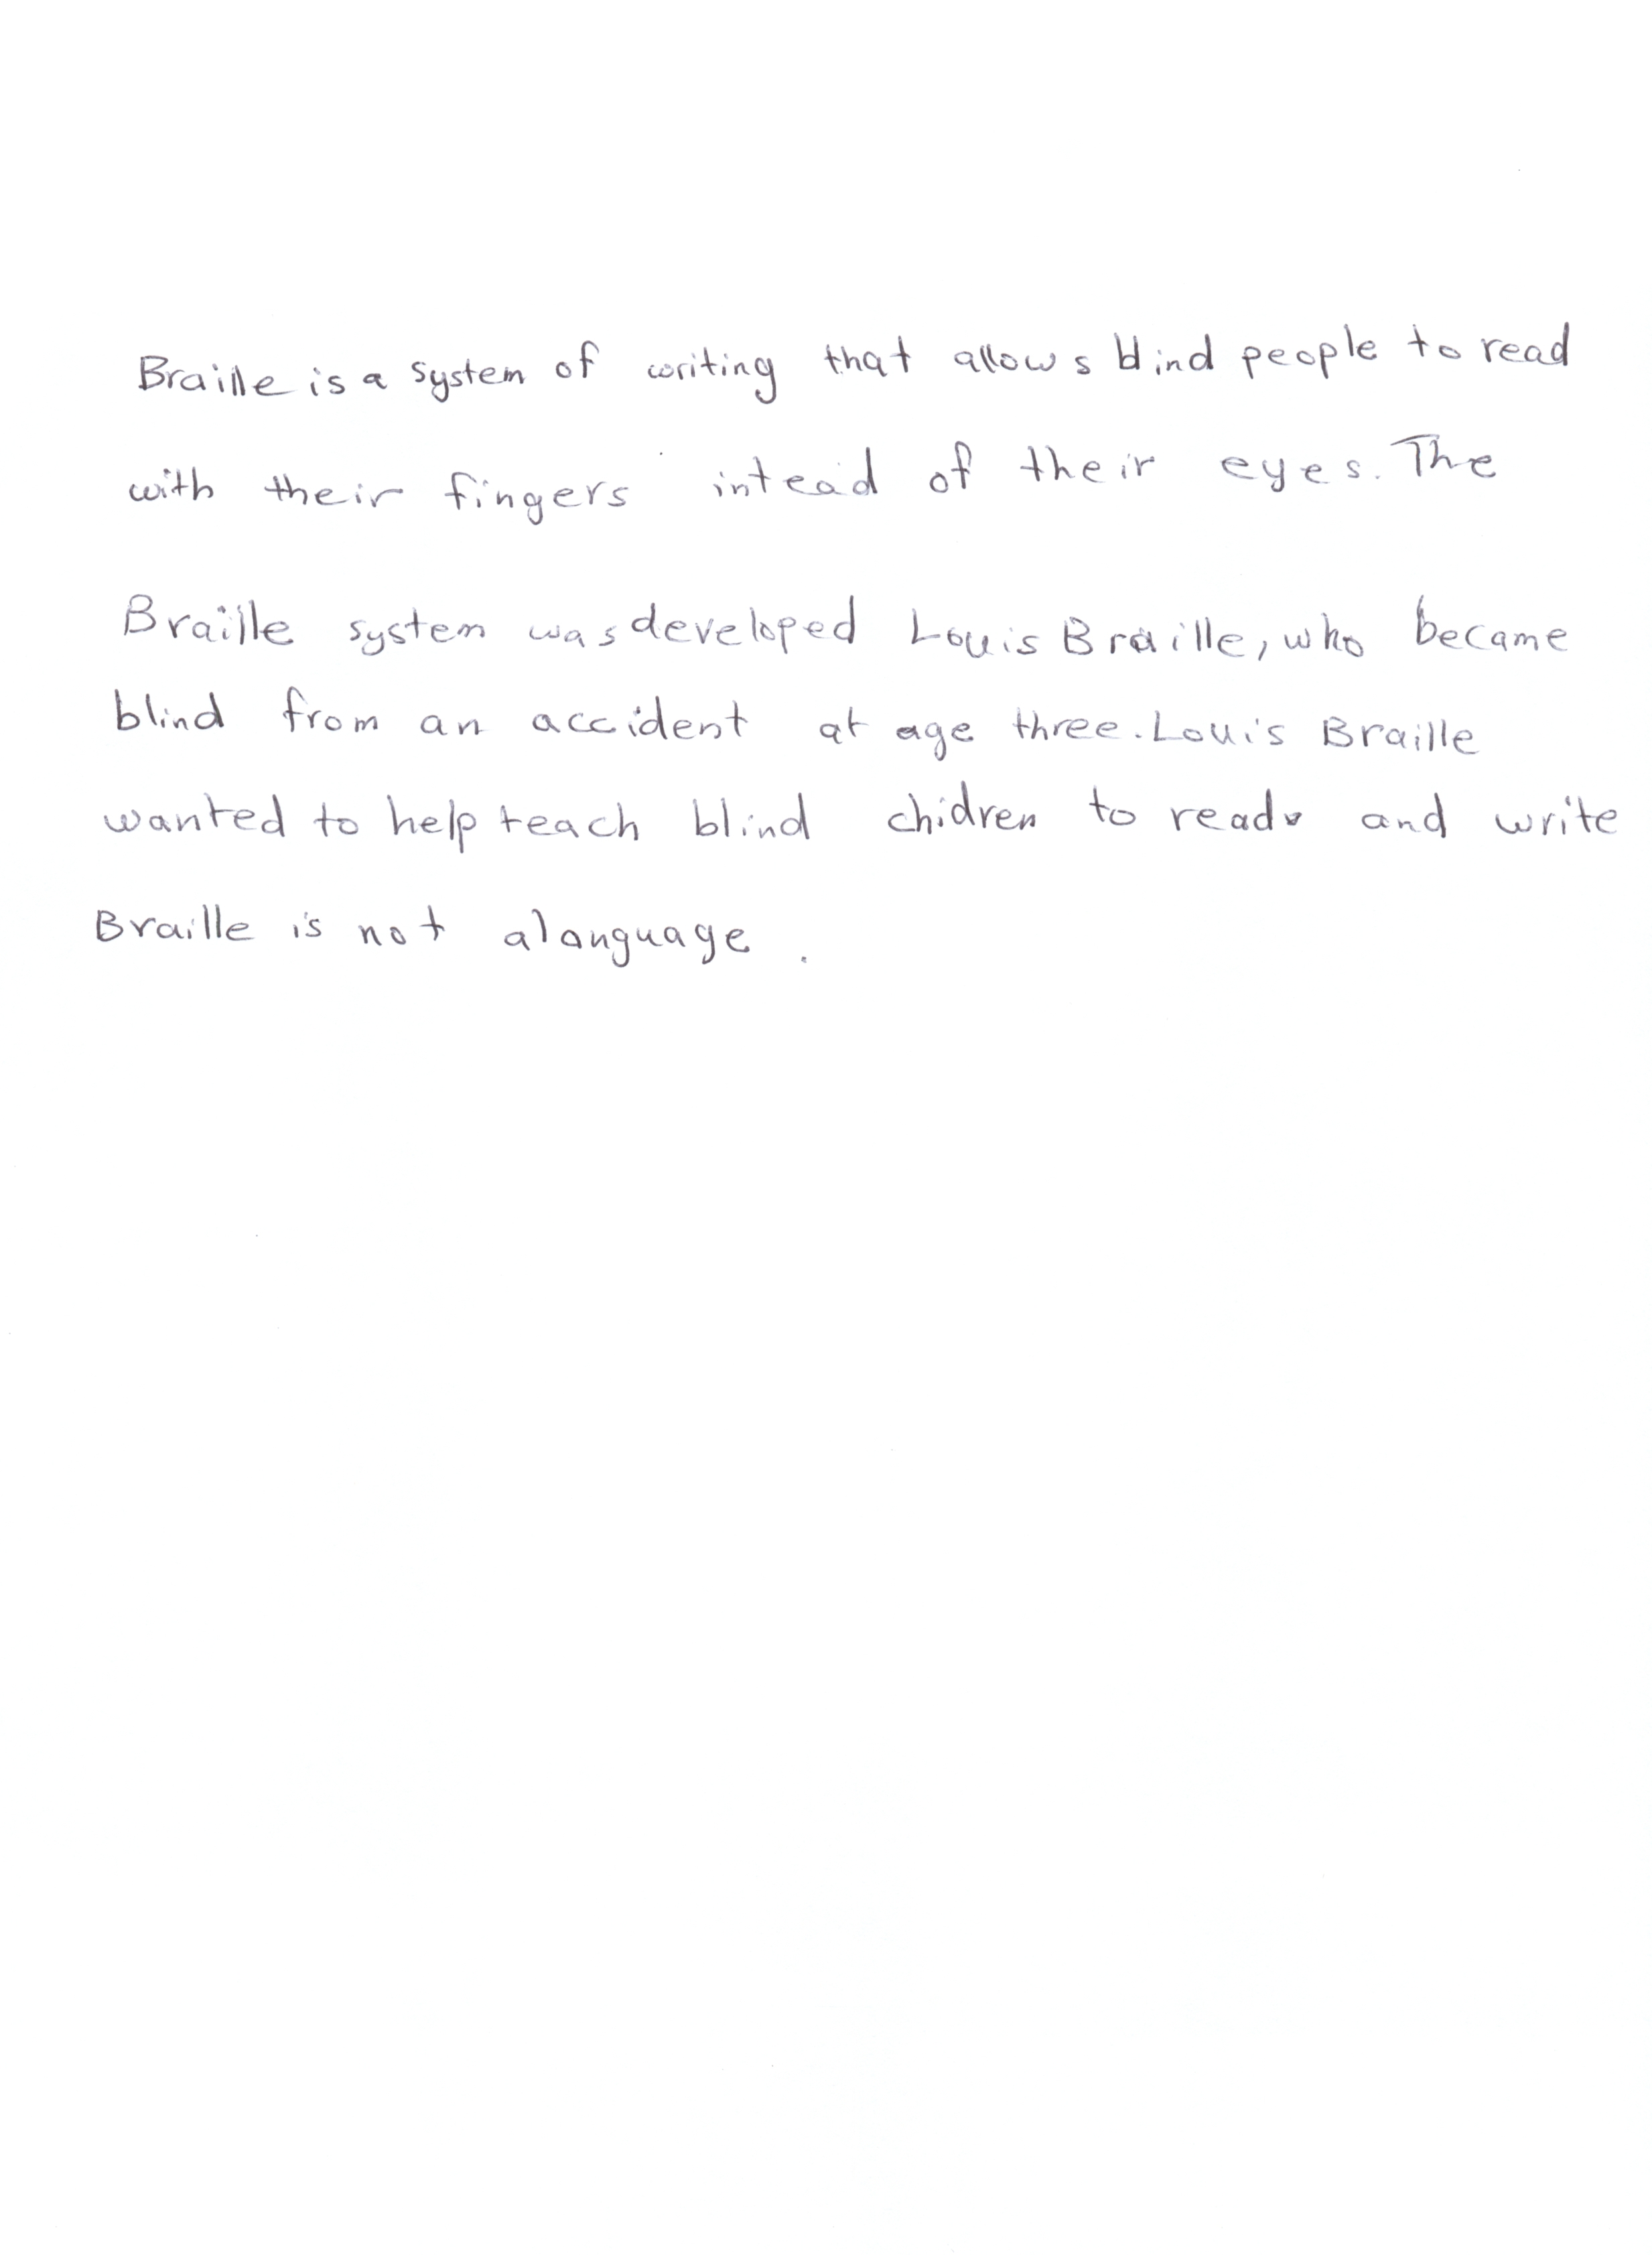 Braille is a system of writing that allows blind people to read
with their fingers intead of their eyes. The
Braille system was developed Louis Braille, who became
blind from an accident at age three. Louis Braille
wanted to help teach blind chidren to read and write
Braille is not a language.